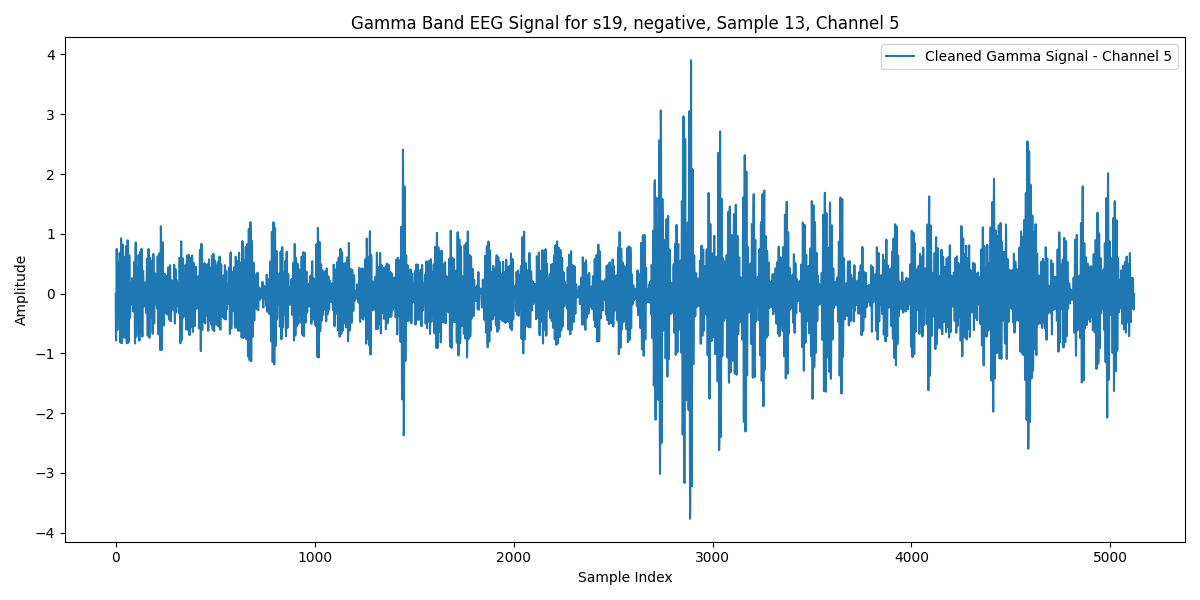 Gamma Band EEG Signal for s19, negative, Sample 13, Channel 5
Cleaned Gamma Signal - Channel 5
4
3
2
1
0
−1
−2
−3
−4
Amplitude
0 1000 2000 3000 4000 5000
Sample Index